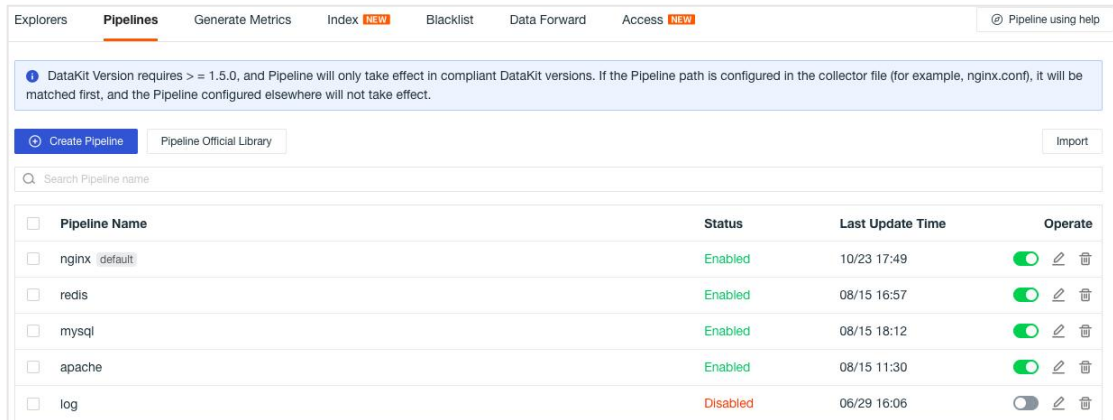 Explorers Pipelines Generate Metrics Index NEW Blacklist Data Forward Access NEW Pipeline using help
DataKit Version requires > = 1.5.0, and Pipeline will only take effect in compliant DataKit versions. If the Pipeline path is configured in the collector file (for example, nginx.conf), it will be
matched first, and the Pipeline configured elsewhere will not take effect.
Create Pipeline Pipeline Official Library Import
Search Pipeline name
Pipeline Name Status Last Update Time Operate
nginx default Enabled 10/23 17:49
redis Enabled 08/15 16:57
mysql Enabled 08/15 18:12
apache Enabled 08/15 11:30
log Disabled 06/29 16:06